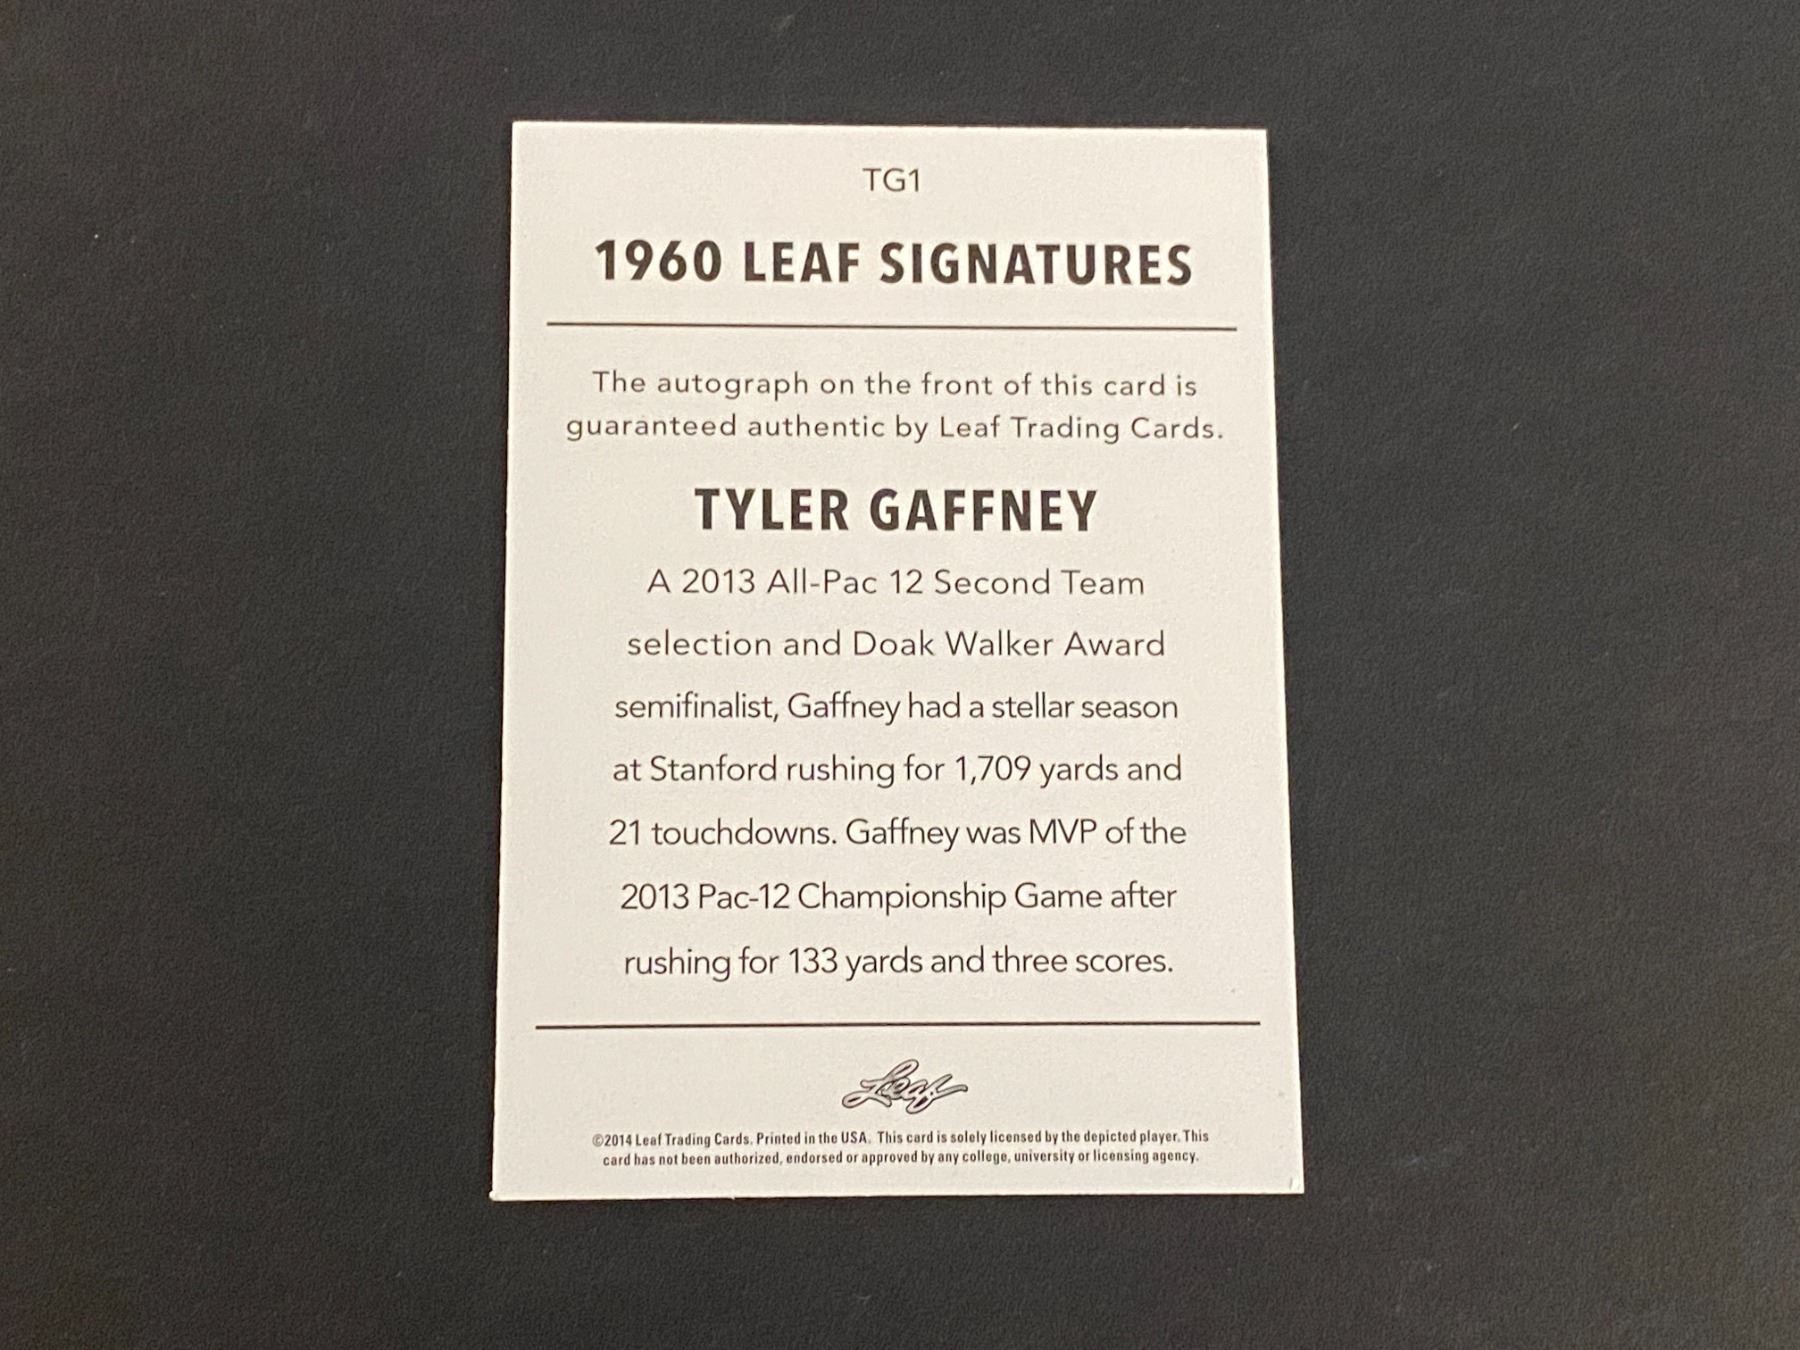 TG1
1960 LEAF SIGNATURES
The autograph on the front of this card is
guaranteed authentic by Leaf Trading Cards.
TYLER GAFFNEY
A 2013 All-Pac 12 Second Team
selection and Doak Walker Award
semifinalist, Gaffney had a stellar season
at Stanford rushing for 1,709 yards and
21 touchdowns. Gaffney was MVP of the
2013 Pac-12 Championship Game after
rushing for 133 yards and three scores.
Leaf
©2014 Leaf Trading Cards. Printed in the USA. This card is solely licensed by the depicted player. This
card has not been authorized, endorsed or approved by any college, university or licensing agency.